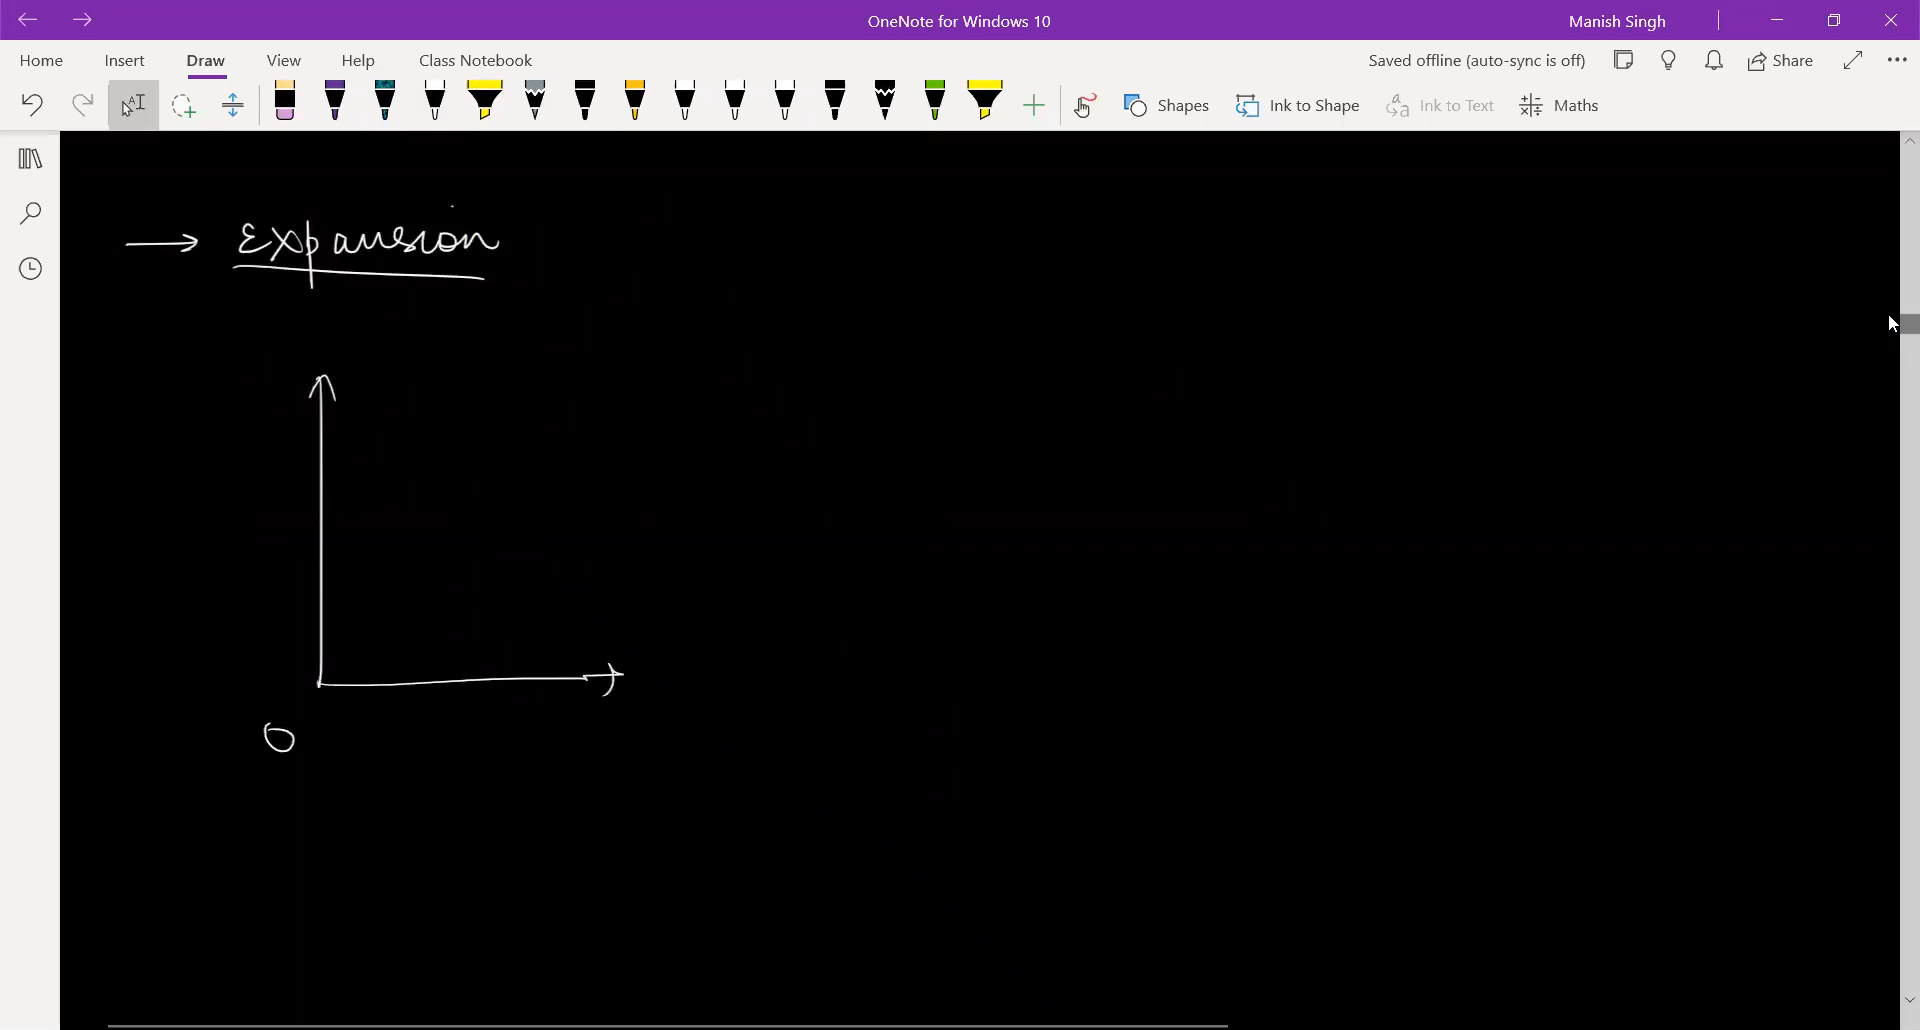 OneNote for Windows 10
Manish Singh
Home Insert Draw View Help Class Notebook
Saved offline (auto-sync is off) Share
Shapes Ink to Shape Ink to Text Maths
→ Expansion
O